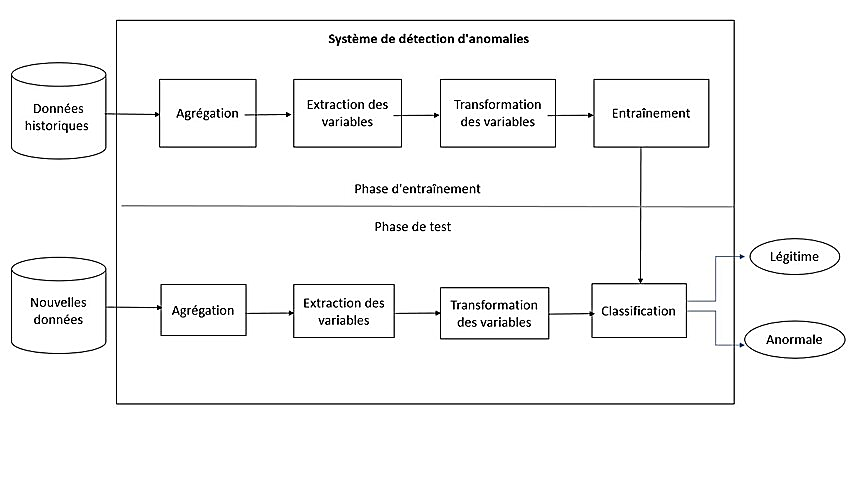 Système de détection d'anomalies
Données
historiques
Agrégation
Extraction des
variables
Transformation
des variables
Entraînement
Phase d'entraînement
Phase de test
Nouvelles
données
Agrégation
Extraction des
variables
Transformation
des variables
Classification
Légitime
Anormale